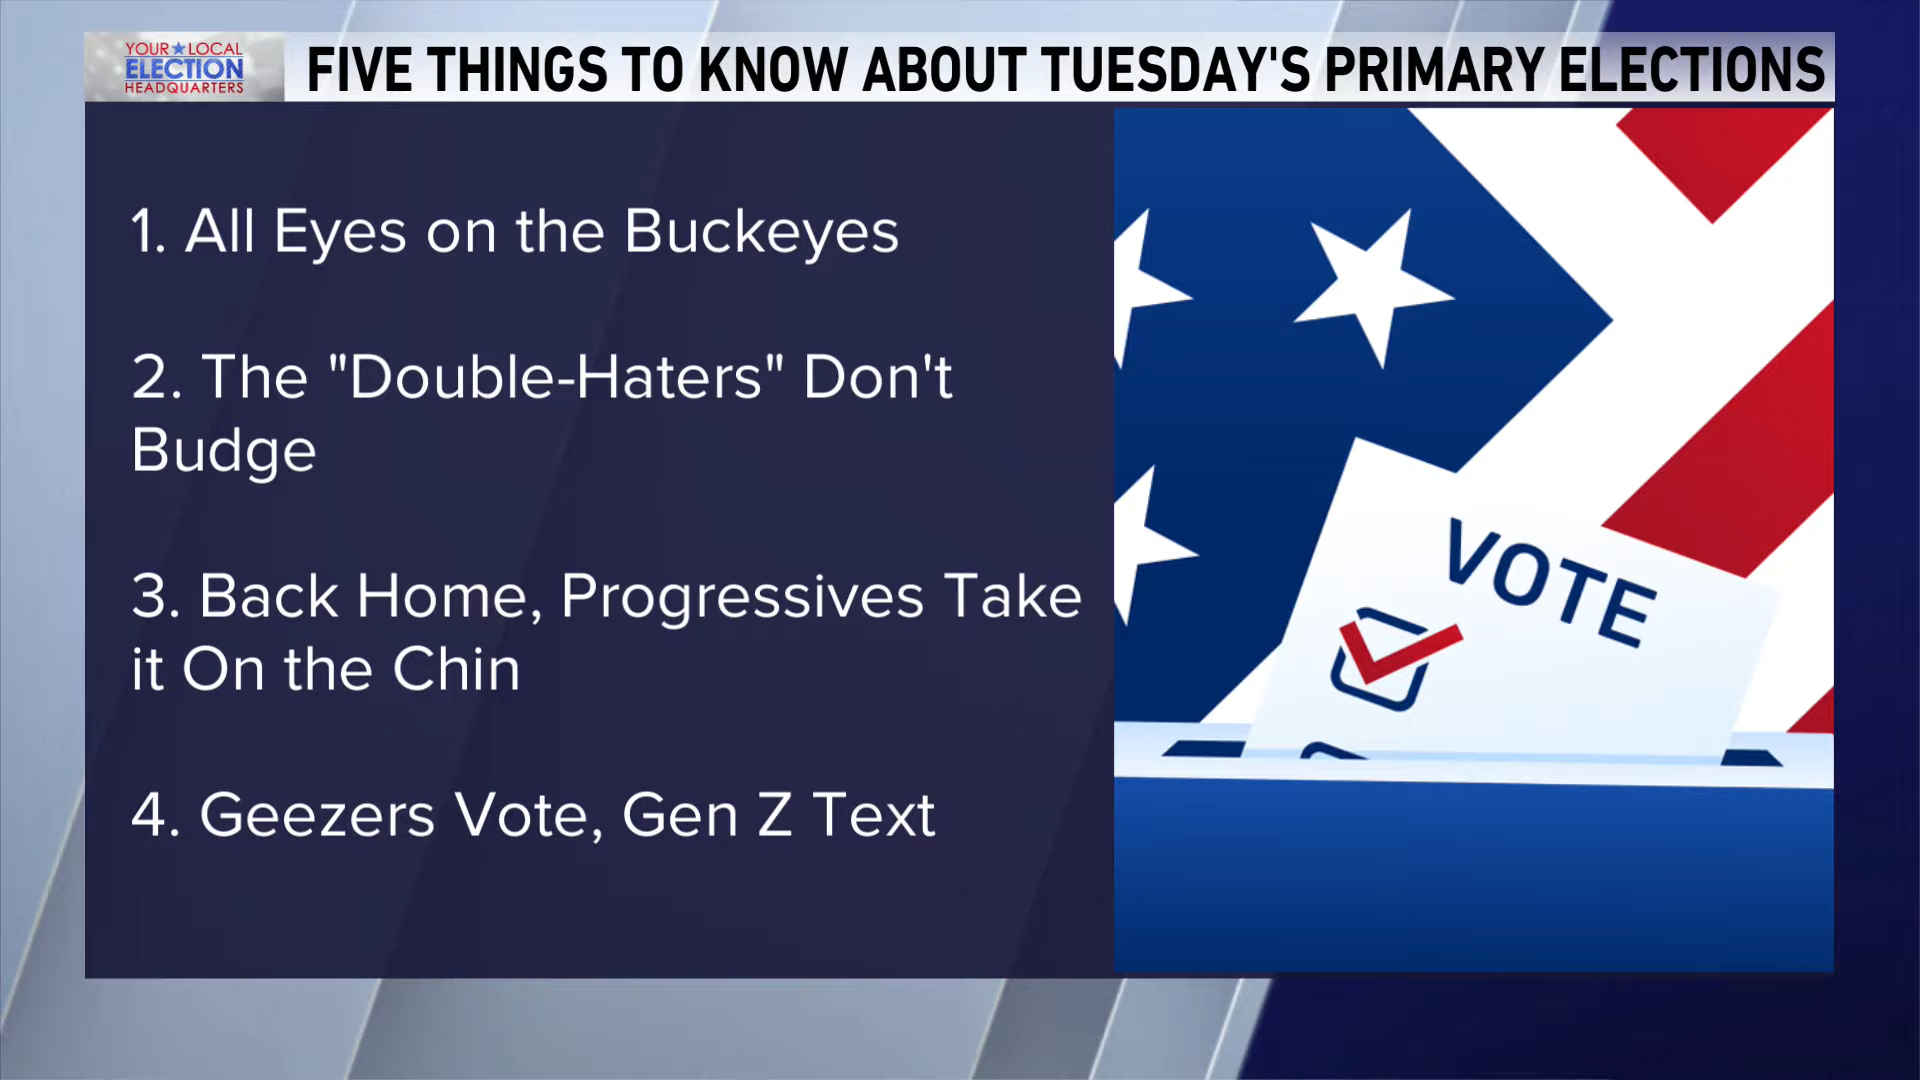 YOUR★LOCAL
ELECTION
HEADQUARTERS
FIVE THINGS TO KNOW ABOUT TUESDAY'S PRIMARY ELECTIONS
1. All Eyes on the Buckeyes
2. The "Double-Haters" Don't
Budge
3. Back Home, Progressives Take
it On the Chin
4. Geezers Vote, Gen Z Text
VOTE